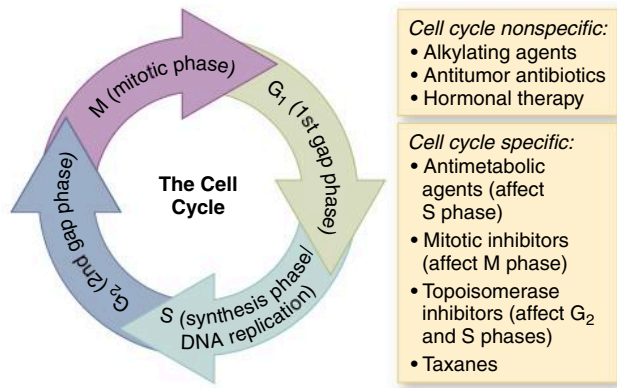 M (mitotic phase)
G₁ (1st gap phase)
S (synthesis phase/
DNA replication)
G₂ (2nd gap phase)
The Cell
Cycle
Cell cycle nonspecific:
• Alkylating agents
• Antitumor antibiotics
• Hormonal therapy
Cell cycle specific:
• Antimetabolic
agents (affect
S phase)
• Mitotic inhibitors
(affect M phase)
• Topoisomerase
inhibitors (affect G₂
and S phases)
• Taxanes